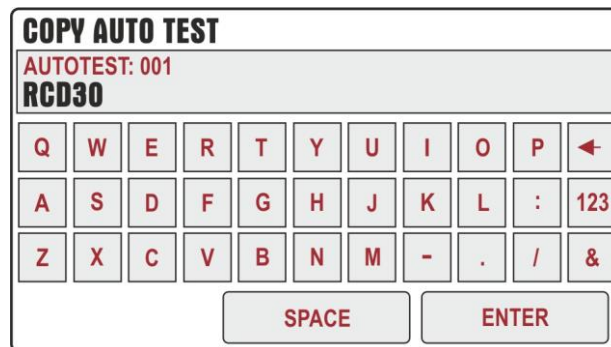 COPY AUTO TEST
AUTOTEST: 001
RCD30
Q W E R T Y U I O P ←
A S D F G H J K L : 123
Z X C V B N M - . / &
SPACE ENTER